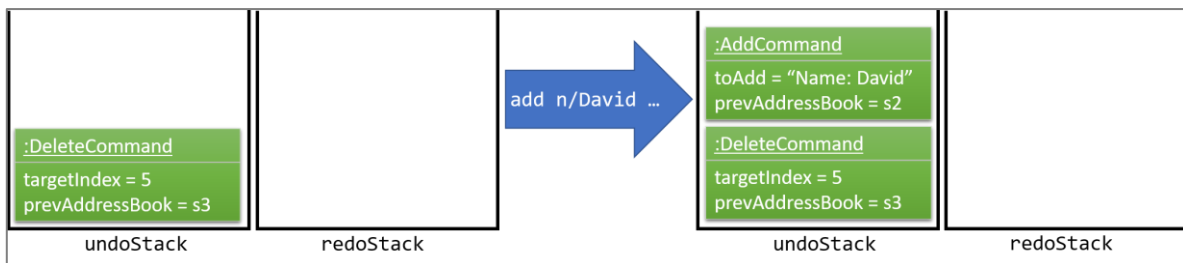 :DeleteCommand
targetIndex = 5
prevAddressBook = s3
undoStack
redoStack
add n/David …
:AddCommand
toAdd = “Name: David”
prevAddressBook = s2
:DeleteCommand
targetIndex = 5
prevAddressBook = s3
undoStack
redoStack